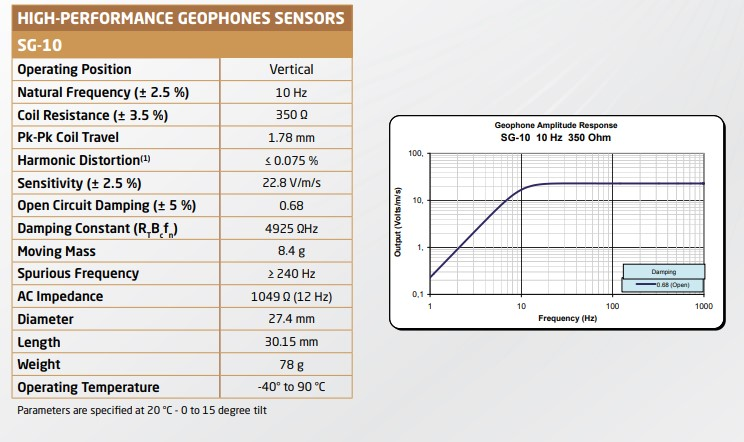 HIGH-PERFORMANCE GEOPHONES SENSORS
SG-10
Operating Position Vertical
Natural Frequency (± 2.5 %) 10 Hz
Coil Resistance (± 3.5 %) 350 Ω
Pk-Pk Coil Travel 1.78 mm
Harmonic Distortion(1) ≤ 0.075 %
Sensitivity (± 2.5 %) 22.8 V/m/s
Open Circuit Damping (± 5 %) 0.68
Damping Constant (RTBcfn) 4925 ΩHz
Moving Mass 8.4 g
Spurious Frequency ≥ 240 Hz
AC Impedance 1049 Ω (12 Hz)
Diameter 27.4 mm
Length 30.15 mm
Weight 78 g
Operating Temperature -40° to 90 °C
Parameters are specified at 20 °C - 0 to 15 degree tilt
Geophone Amplitude Response
SG-10 10 Hz 350 Ohm
Output (Volts/m/s)
100,
10,
1,
0,1
1 10 100 1000
Frequency (Hz)
Damping
0.68 (Open)